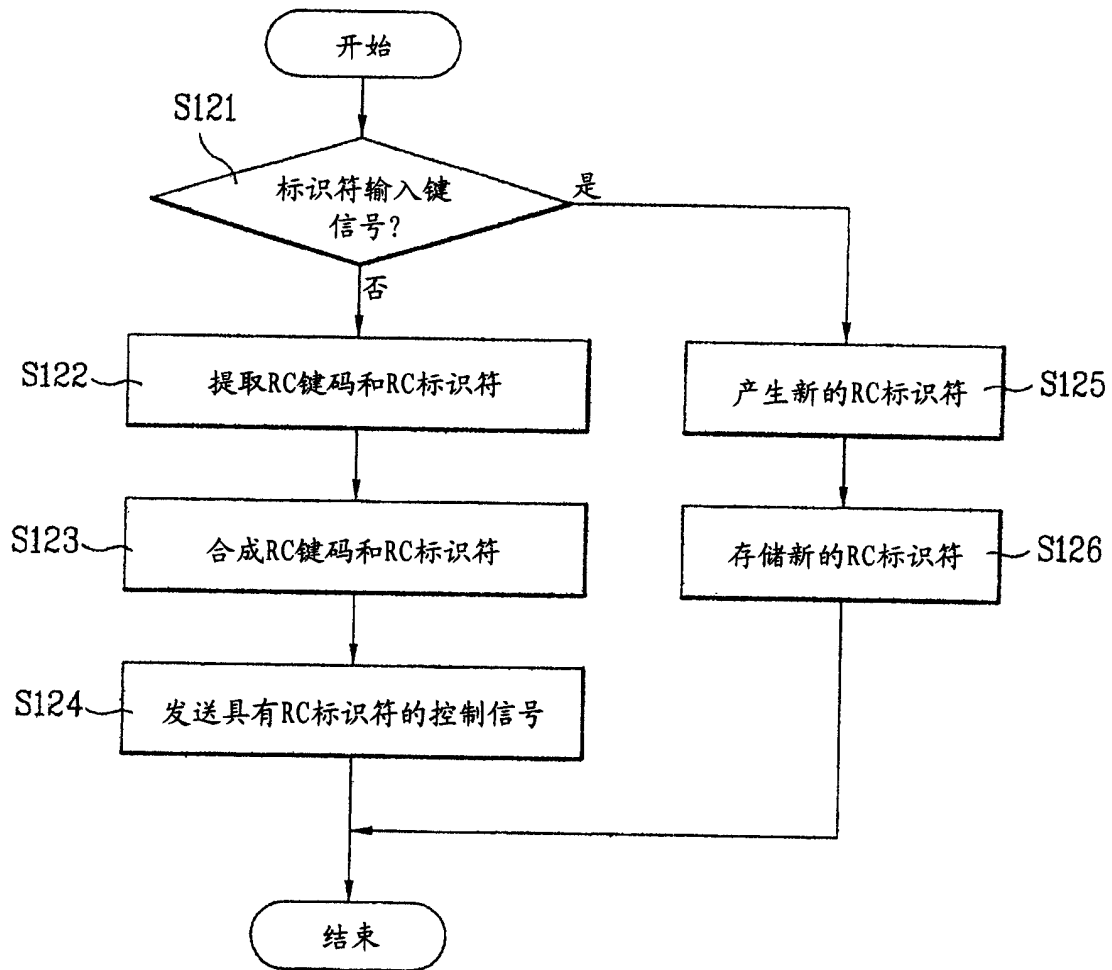 开始
S121
标识符输入键
信号?
是
否
S122
提取RC键码和RC标识符
产生新的RC标识符
S125
S123
合成RC键码和RC标识符
存储新的RC标识符
S126
S124
发送具有RC标识符的控制信号
结束